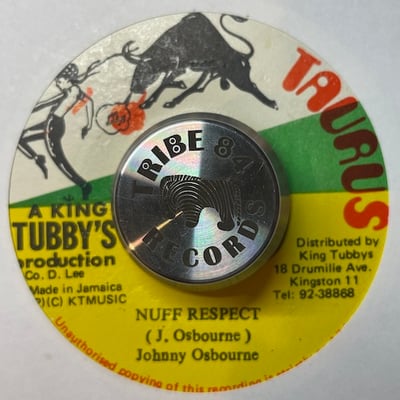 TAURUS
TRIBE 84
RECORDS
A KING
TUBBY'S
production
Co. D. Lee
Made in Jamaica
P)(C) KTMUSIC
Distributed by
King Tubbys
18 Drumilie Ave.
Kingston 11
Tel: 92-38868
NUFF RESPECT
( J. Osbourne )
Johnny Osbourne
Unauthorised copying of this recording is